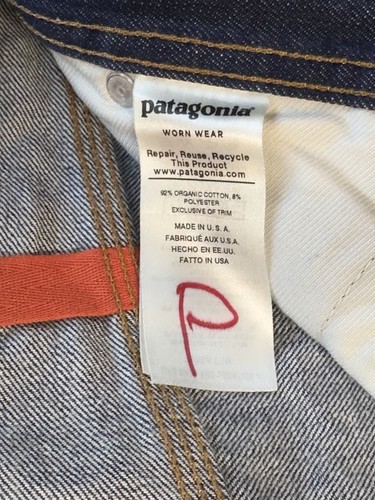 patagonia®
WORN WEAR
Repair, Reuse, Recycle
This Product
www.patagonia.com
92% ORGANIC COTTON, 8%
POLYESTER
EXCLUSIVE OF TRIM
MADE IN U.S.A.
FABRIQUÉ AUX U.S.A.
HECHO EN EE.UU.
FATTO IN USA
P